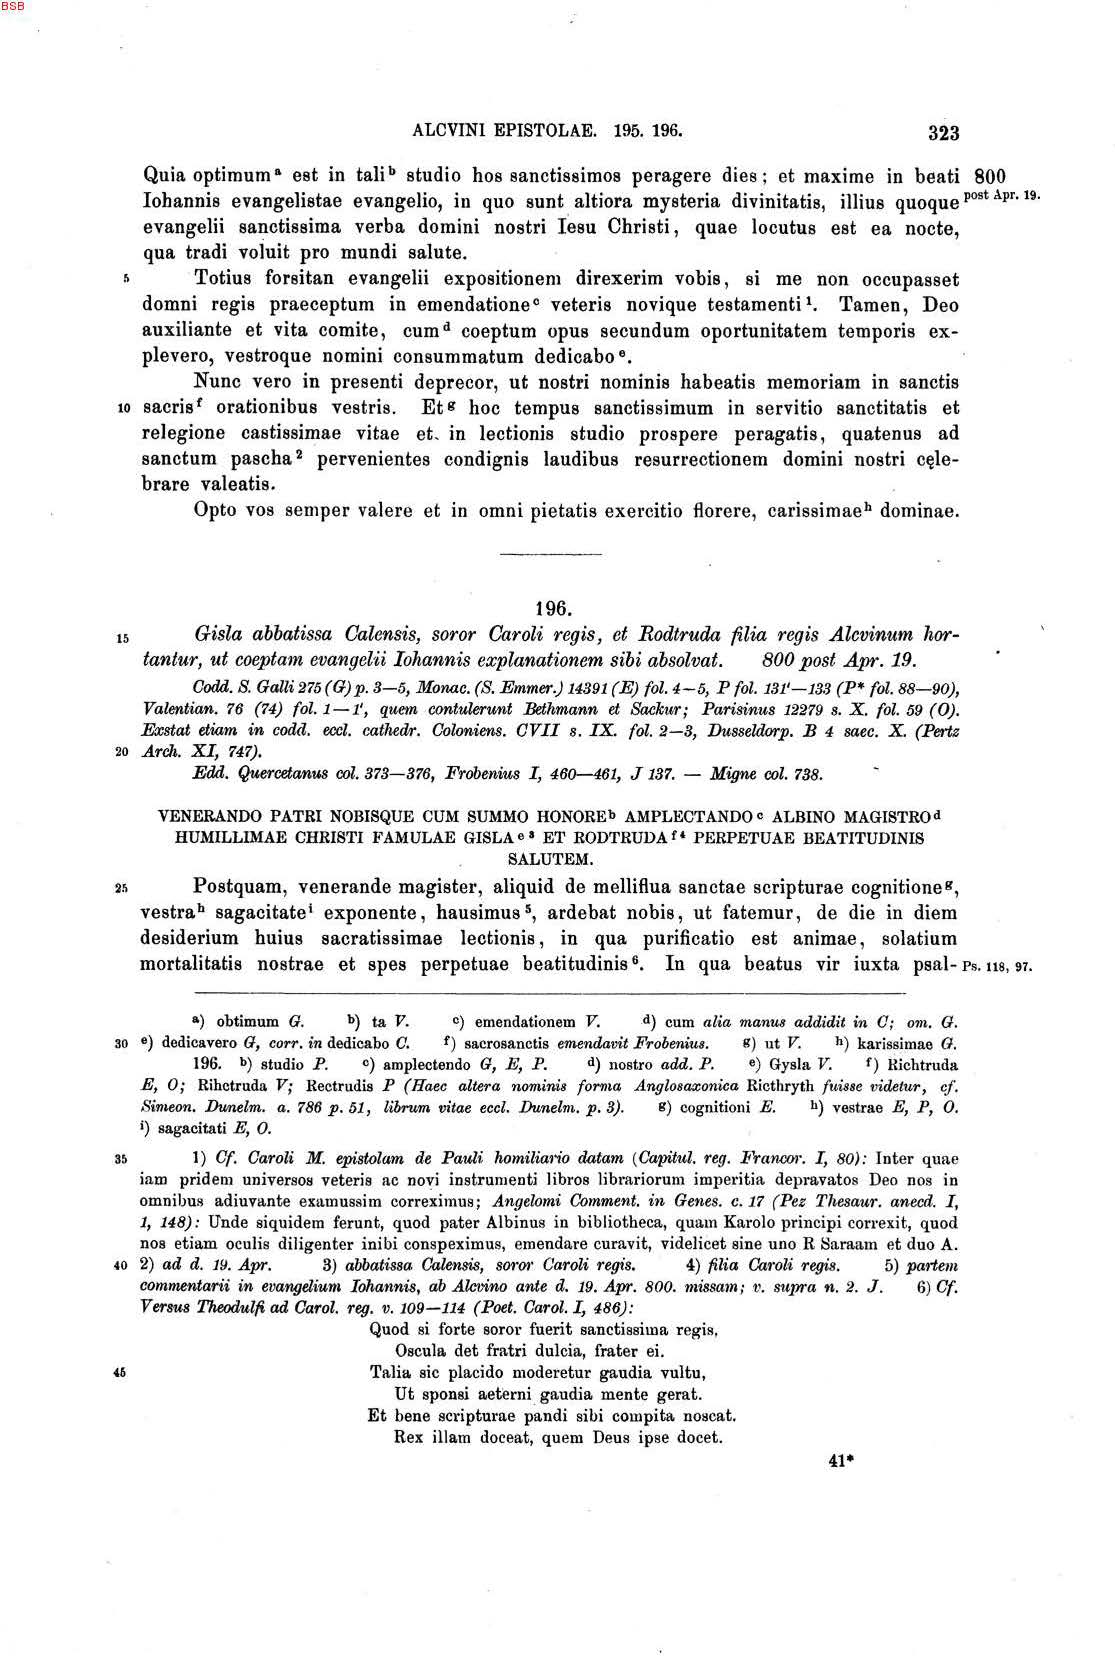 BSB
ALCVINI EPISTOLAE. 195. 196. 323
Quia optimum a est in tali b studio hos sanctissimos peragere dies; et maxime in beati 800
Iohannis evangelistae evangelio, in quo sunt altiora mysteria divinitatis, illius quoque post Apr. 19.
evangelii sanctissima verba domini nostri Iesu Christi, quae locutus est ea nocte,
qua tradi voluit pro mundi salute.
5 Totius forsitan evangelii expositionem direxerim vobis, si me non occupasset
domni regis praeceptum in emendatione c veteris novique testamenti 1. Tamen, Deo
auxiliante et vita comite, cum d coeptum opus secundum oportunitatem temporis ex-
plevero, vestroque nomini consummatum dedicabo e.
Nunc vero in presenti deprecor, ut nostri nominis habeatis memoriam in sanctis
10 sacris f orationibus vestris. Et g hoc tempus sanctissimum in servitio sanctitatis et
relegione castissimae vitae et in lectionis studio prospere peragatis, quatenus ad
sanctum pascha 2 pervenientes condignis laudibus resurrectionem domini nostri cęle-
brare valeatis.
Opto vos semper valere et in omni pietatis exercitio florere, carissimae h dominae.
196.
15 Gisla abbatissa Calensis, soror Caroli regis, et Rodtruda filia regis Alcvinum hor-
tantur, ut coeptam evangelii Iohannis explanationem sibi absolvat. 800 post Apr. 19.
Codd. S. Galli 275 (G) p. 3—5, Monac. (S. Emmer.) 14391 (E) fol. 4—5, P fol. 131'—133 (P* fol. 88—90),
Valentian. 76 (74) fol. 1—1', quem contulerunt Bethmann et Sackur; Parisinus 12279 s. X. fol. 59 (O).
Exstat etiam in codd. eccl. cathedr. Coloniens. CVII s. IX. fol. 2—3, Dusseldorp. B 4 saec. X. (Pertz
20 Arch. XI, 747).
Edd. Quercetanus col. 373—376, Frobenius I, 460—461, J 137. — Migne col. 738.
VENERANDO PATRI NOBISQUE CUM SUMMO HONORE b AMPLECTANDO c ALBINO MAGISTRO d
HUMILLIMAE CHRISTI FAMULAE GISLA e 3 ET RODTRUDA f 4 PERPETUAE BEATITUDINIS
SALUTEM.
25 Postquam, venerande magister, aliquid de melliflua sanctae scripturae cognitione g,
vestra h sagacitate i exponente, hausimus 5, ardebat nobis, ut fatemur, de die in diem
desiderium huius sacratissimae lectionis, in qua purificatio est animae, solatium
mortalitatis nostrae et spes perpetuae beatitudinis 6. In qua beatus vir iuxta psal- Ps. 118, 97.
a) obtimum G. b) ta V. c) emendationem V. d) cum alia manus addidit in C; om. G.
30 e) dedicavero G, corr. in dedicabo C. f) sacrosanctis emendavit Frobenius. g) ut V. h) karissimae G.
196. b) studio P. c) amplectendo G, E, P. d) nostro add. P. e) Gysla V. f) Richtruda
E, O; Rihctruda V; Rectrudis P (Haec altera nominis forma Anglosaxonica Ricthryth fuisse videtur, cf.
Simeon. Dunelm. a. 786 p. 51, librum vitae eccl. Dunelm. p. 3). g) cognitioni E. h) vestrae E, P, O.
i) sagacitati E, O.
35 1) Cf. Caroli M. epistolam de Pauli homiliario datam (Capitul. reg. Francor. I, 80): Inter quae
iam pridem universos veteris ac novi instrumenti libros librariorum imperitia depravatos Deo nos in
omnibus adiuvante examussim correximus; Angelomi Comment. in Genes. c. 17 (Pez Thesaur. anecd. I,
1, 148): Unde siquidem ferunt, quod pater Albinus in bibliotheca, quam Karolo principi correxit, quod
nos etiam oculis diligenter inibi conspeximus, emendare curavit, videlicet sine uno R Saraam et duo A.
40 2) ad d. 19. Apr. 3) abbatissa Calensis, soror Caroli regis. 4) filia Caroli regis. 5) partem
commentarii in evangelium Iohannis, ab Alcvino ante d. 19. Apr. 800. missam; v. supra n. 2. J. 6) Cf.
Versus Theodulfi ad Carol. reg. v. 109—114 (Poet. Carol. I, 486):
Quod si forte soror fuerit sanctissima regis,
Oscula det fratri dulcia, frater ei.
45 Talia sic placido moderetur gaudia vultu,
Ut sponsi aeterni gaudia mente gerat.
Et bene scripturae pandi sibi compita noscat.
Rex illam doceat, quem Deus ipse docet.
41*